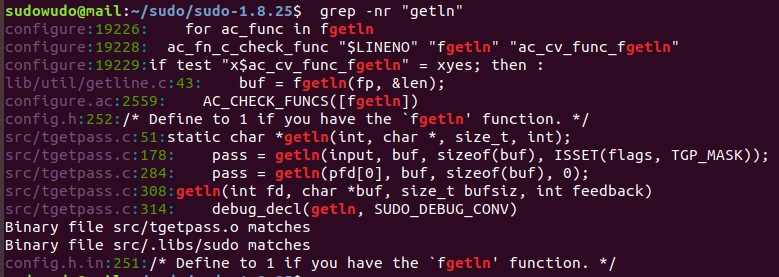 sudowudo@mail:~/sudo/sudo-1.8.25$ grep -nr "getln"
configure:19226:    for ac_func in fgetln
configure:19228:  ac_fn_c_check_func "$LINENO" "fgetln" "ac_cv_func_fgetln"
configure:19229:if test "x$ac_cv_func_fgetln" = xyes; then :
lib/util/getline.c:43:    buf = fgetln(fp, &len);
configure.ac:2559:    AC_CHECK_FUNCS([fgetln])
config.h:252:/* Define to 1 if you have the `fgetln' function. */
src/tgetpass.c:51:static char *getln(int, char *, size_t, int);
src/tgetpass.c:178:    pass = getln(input, buf, sizeof(buf), ISSET(flags, TGP_MASK));
src/tgetpass.c:284:    pass = getln(pfd[0], buf, sizeof(buf), 0);
src/tgetpass.c:308:getln(int fd, char *buf, size_t bufsiz, int feedback)
src/tgetpass.c:314:    debug_decl(getln, SUDO_DEBUG_CONV)
Binary file src/tgetpass.o matches
Binary file src/.libs/sudo matches
config.h.in:251:/* Define to 1 if you have the `fgetln' function. */